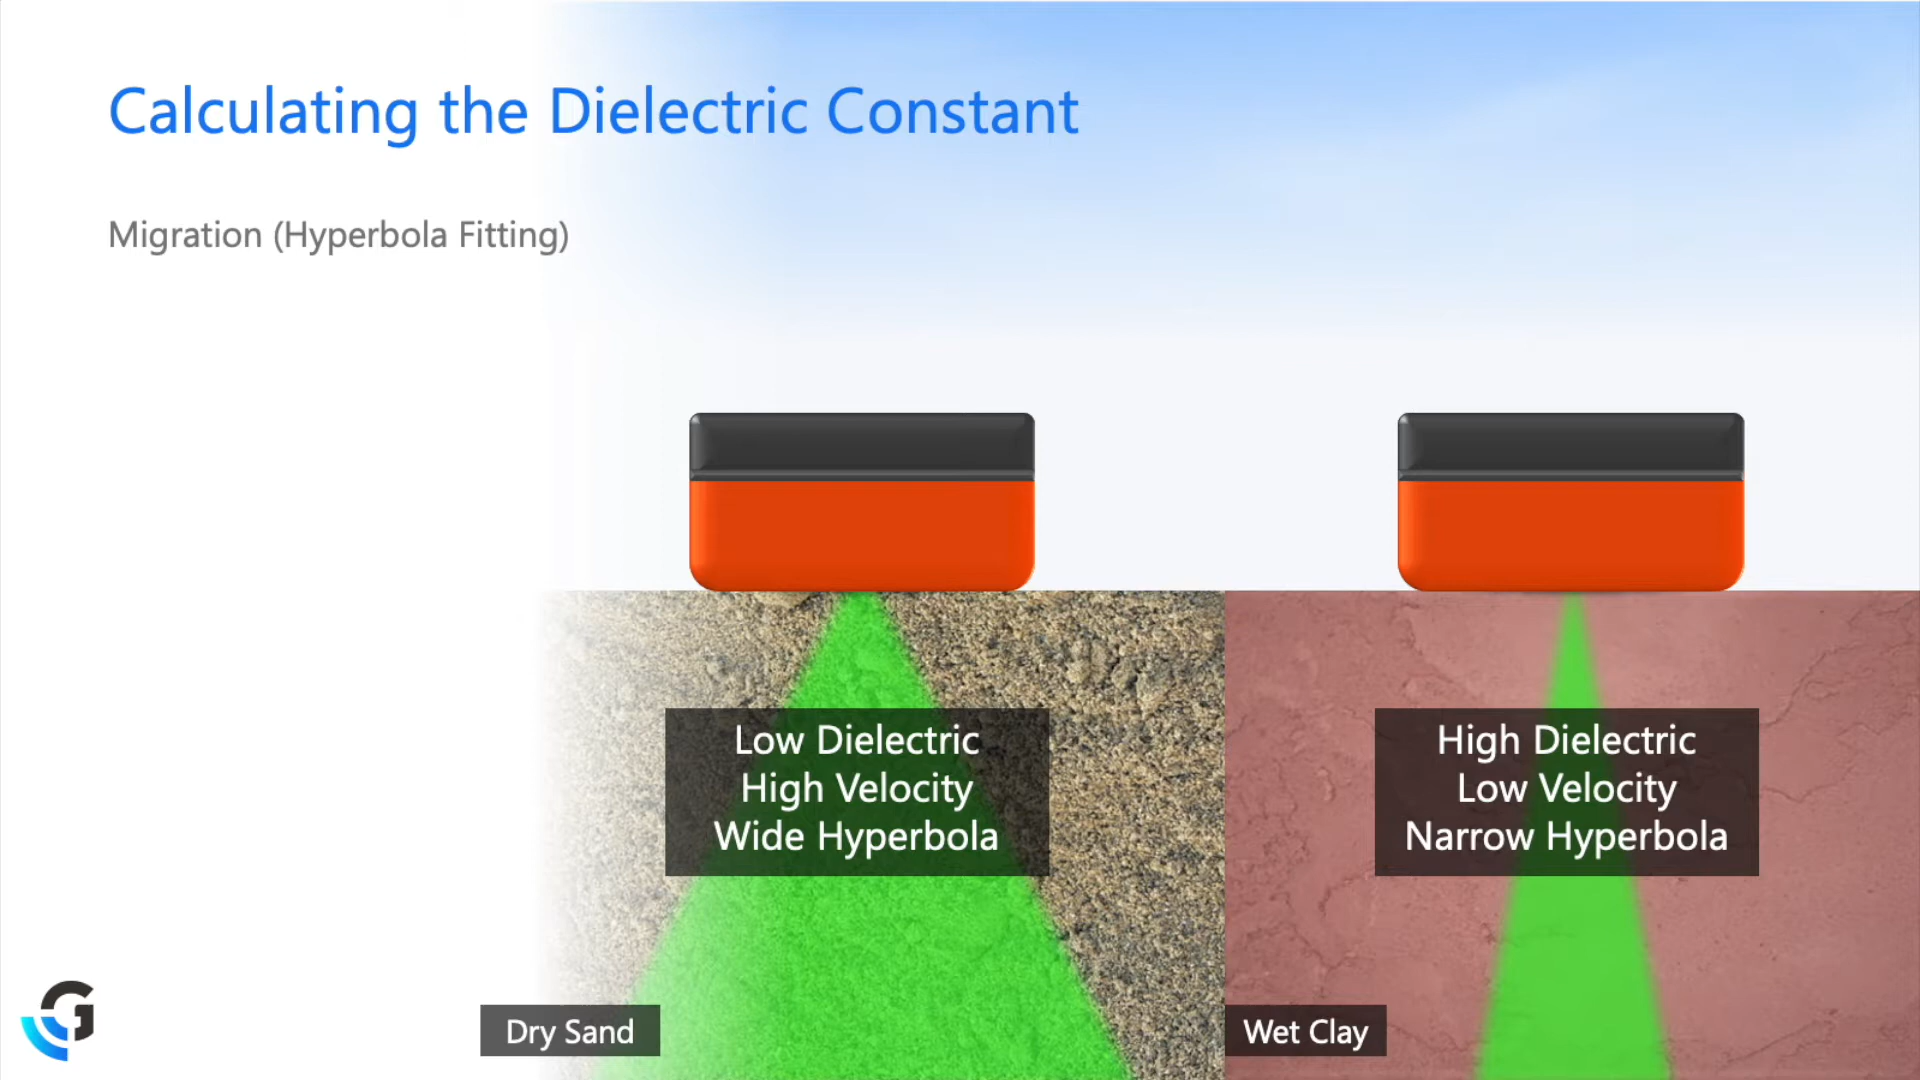 Calculating the Dielectric Constant
Migration (Hyperbola Fitting)
Low Dielectric
High Velocity
Wide Hyperbola
High Dielectric
Low Velocity
Narrow Hyperbola
Dry Sand
Wet Clay